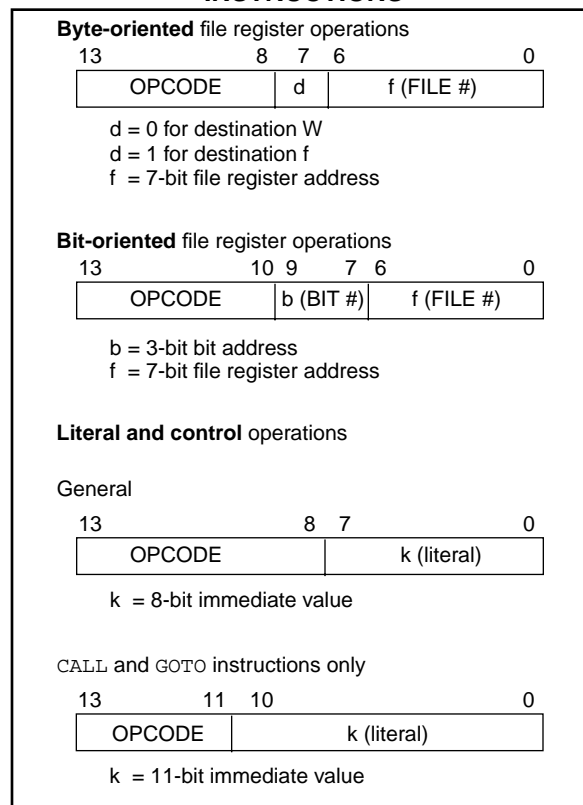 Byte-oriented file register operations
13 8 7 6 0
OPCODE d f (FILE #)
d = 0 for destination W
d = 1 for destination f
f = 7-bit file register address
Bit-oriented file register operations
13 10 9 7 6 0
OPCODE b (BIT #) f (FILE #)
b = 3-bit bit address
f = 7-bit file register address
Literal and control operations
General
13 8 7 0
OPCODE k (literal)
k = 8-bit immediate value
CALL and GOTO instructions only
13 11 10 0
OPCODE k (literal)
k = 11-bit immediate value